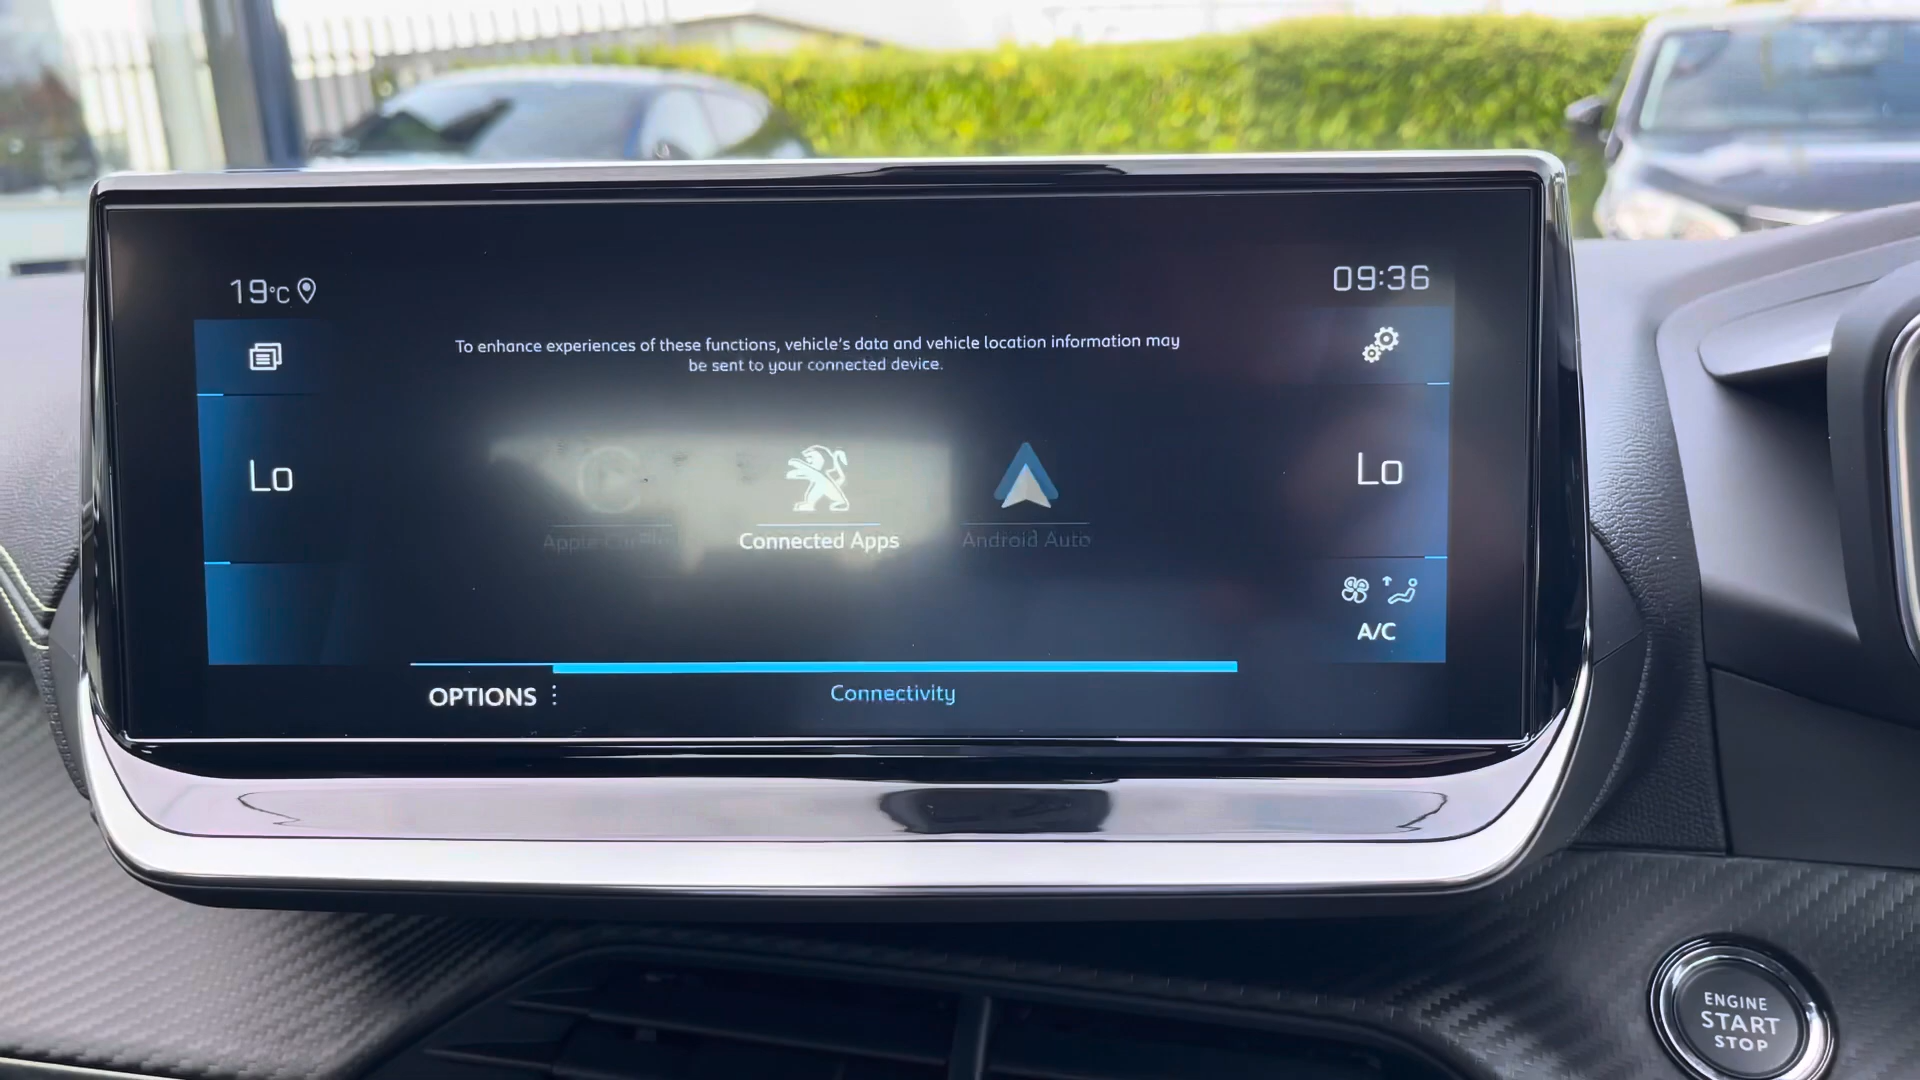 19°C
09:36
To enhance experiences of these functions, vehicle's data and vehicle location information may
be sent to your connected device.
Lo
Lo
Apple CarPlay
Connected Apps
Android Auto
A/C
OPTIONS
Connectivity
ENGINE
START
STOP